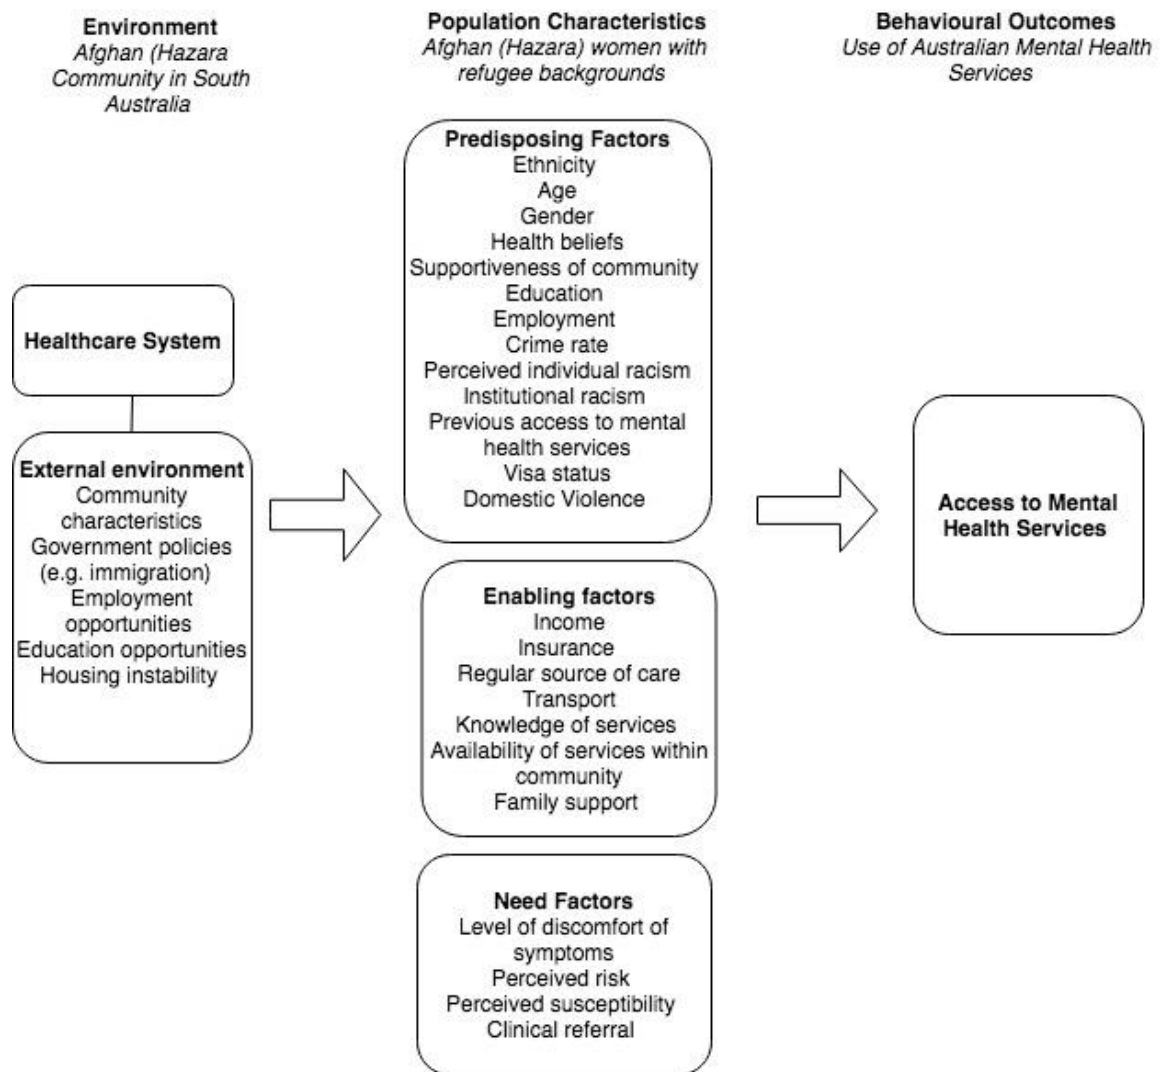 Environment
Afghan (Hazara
Community in South
Australia
Population Characteristics
Afghan (Hazara) women with
refugee backgrounds
Behavioural Outcomes
Use of Australian Mental Health
Services
Healthcare System
External environment
Community
characteristics
Government policies
(e.g. immigration)
Employment
opportunities
Education opportunities
Housing instability
Predisposing Factors
Ethnicity
Age
Gender
Health beliefs
Supportiveness of community
Education
Employment
Crime rate
Perceived individual racism
Institutional racism
Previous access to mental
health services
Visa status
Domestic Violence
Enabling factors
Income
Insurance
Regular source of care
Transport
Knowledge of services
Availability of services within
community
Family support
Need Factors
Level of discomfort of
symptoms
Perceived risk
Perceived susceptibility
Clinical referral
Access to Mental
Health Services